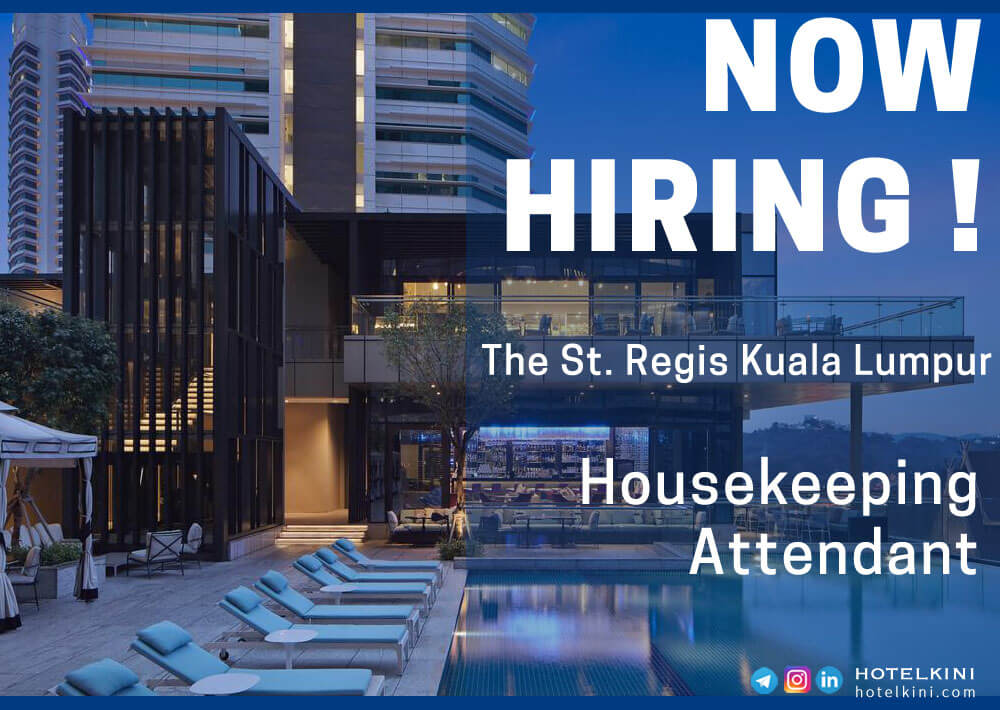 NOW
HIRING !
The St. Regis Kuala Lumpur
Housekeeping
Attendant
HOTELKINI
hotelkini.com